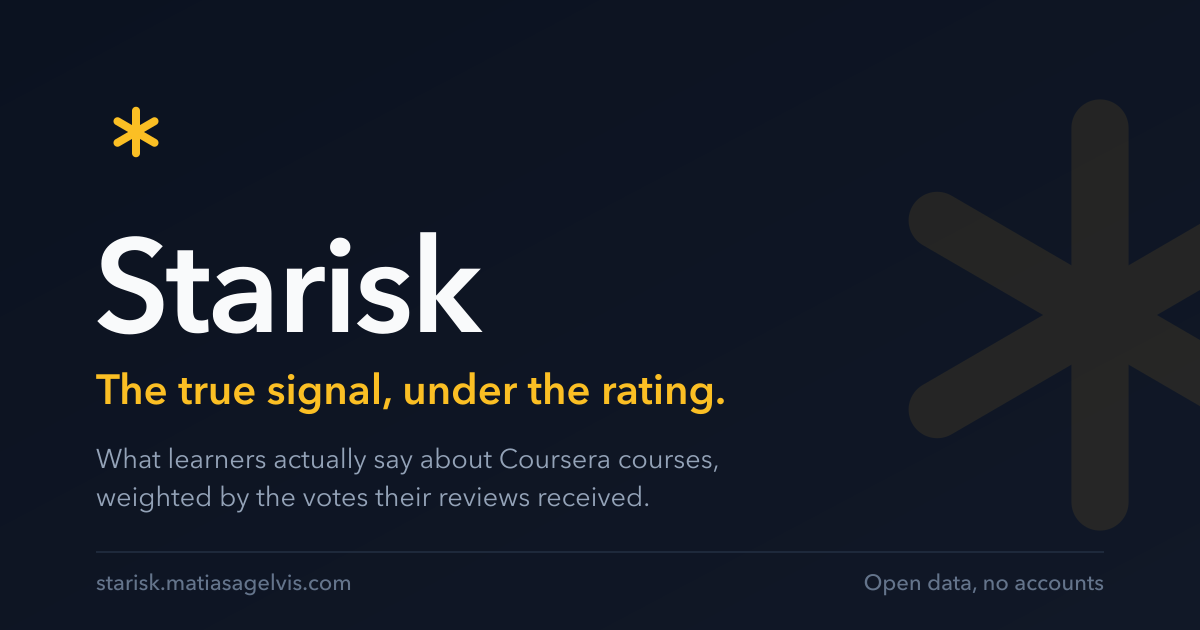 Starisk
The true signal, under the rating.
What learners actually say about Coursera courses,
weighted by the votes their reviews received.
starisk.matiasagelvis.com
Open data, no accounts